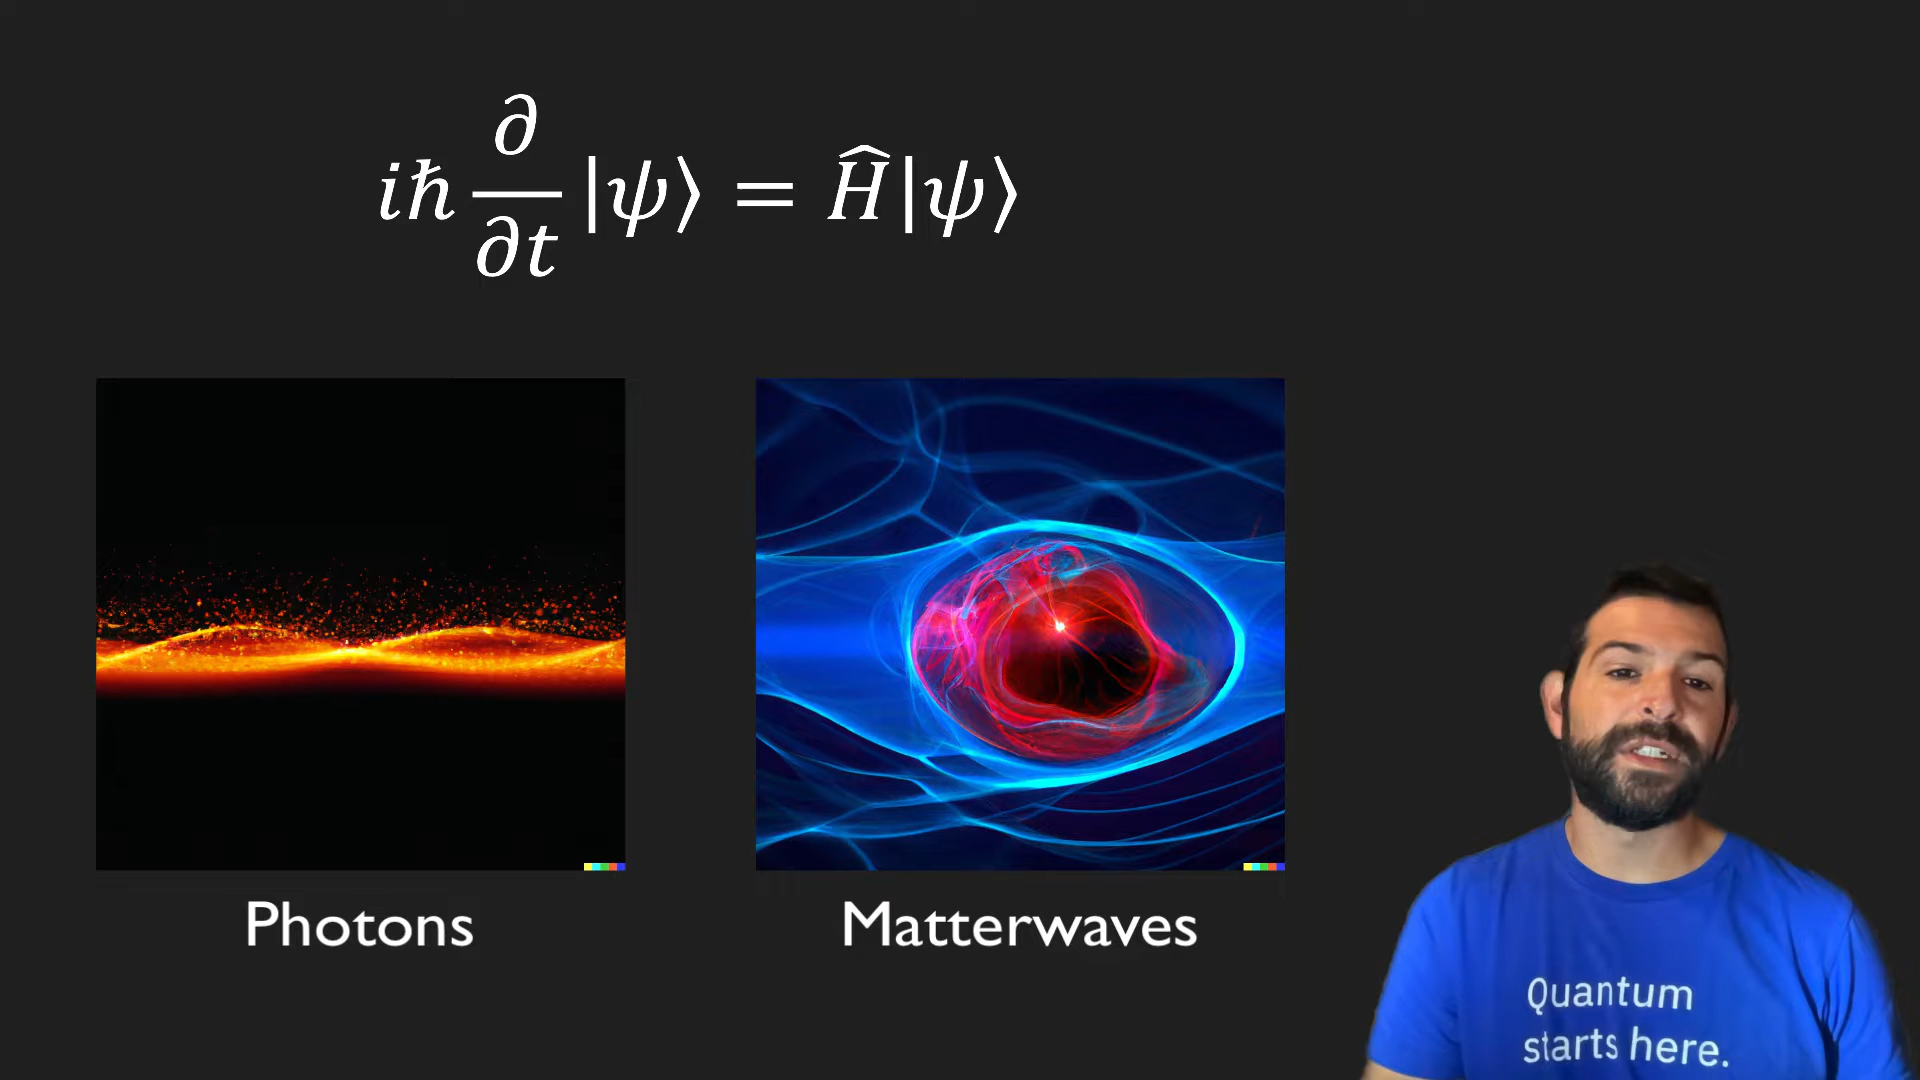 iℏ ∂/∂t |ψ⟩ = Ĥ|ψ⟩
Photons
Matterwaves
Quantum
starts here.